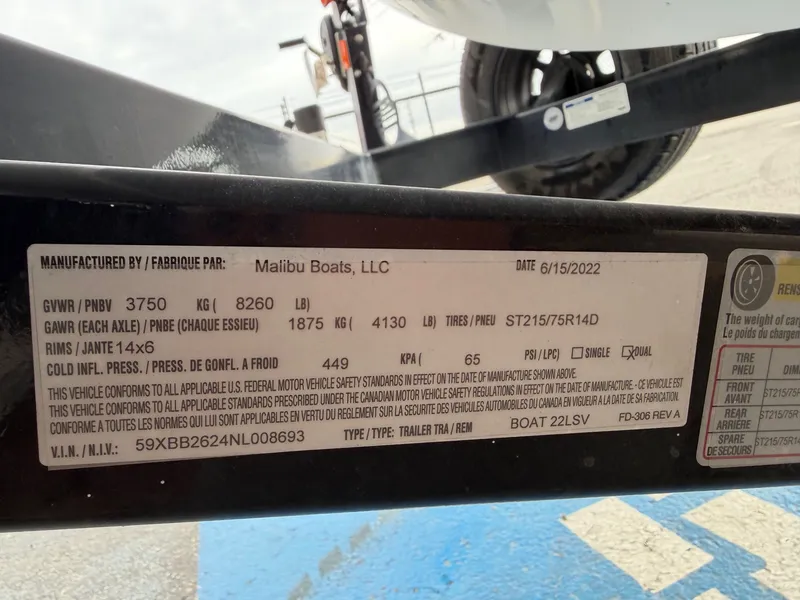 MANUFACTURED BY / FABRIQUE PAR: Malibu Boats, LLC DATE 6/15/2022
GVWR / PNBV 3750 KG ( 8260 LB)
GAWR (EACH AXLE) / PNBE (CHAQUE ESSIEU) 1875 KG ( 4130 LB) TIRES / PNEU ST215/75R14D
RIMS / JANTE 14x6
COLD INFL. PRESS. / PRESS. DE GONFL. A FROID 449 KPA ( 65 PSI / LPC) SINGLE DUAL
THIS VEHICLE CONFORMS TO ALL APPLICABLE U.S. FEDERAL MOTOR VEHICLE SAFETY STANDARDS IN EFFECT ON THE DATE OF MANUFACTURE SHOWN ABOVE.
THIS VEHICLE CONFORMS TO ALL APPLICABLE STANDARDS PRESCRIBED UNDER THE CANADIAN MOTOR VEHICLE SAFETY REGULATIONS IN EFFECT ON THE DATE OF MANUFACTURE - CE VEHICULE EST
CONFORME A TOUTES LES NORMES QUI LUI SONT APPLICABLES EN VERTU DU REGLEMENT SUR LA SECURITE DES VEHICULES AUTOMOBILES DU CANADA EN VIGUEUR A LA DATE DE SA FABRICATION.
V.I.N. / N.I.V.: 59XBB2624NL008693 TYPE / TYPE: TRAILER TRA / REM BOAT 22LSV FD-306 REV A
RENS
The weight of car
Le poids du chargem
TIRE
PNEU
DIM
FRONT
AVANT
ST215/75R
REAR
ARRIÈRE
ST215/75R
SPARE
DE SECOURS
ST215/75R14